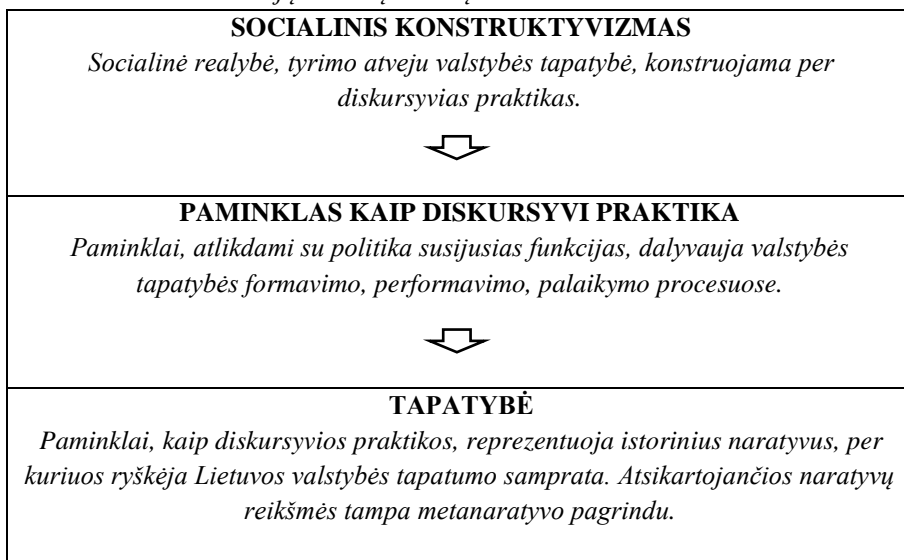 SOCIALINIS KONSTRUKTYVIZMAS
Socialinė realybė, tyrimo atveju valstybės tapatybė, konstruojama per
diskursyvias praktikas.
PAMINKLAS KAIP DISKURSYVI PRAKTIKA
Paminklai, atlikdami su politika susijusias funkcijas, dalyvauja valstybės
tapatybės formavimo, performavimo, palaikymo procesuose.
TAPATYBĖ
Paminklai, kaip diskursyvios praktikos, reprezentuoja istorinius naratyvus, per
kuriuos ryškėja Lietuvos valstybės tapatumo samprata. Atsikartojančios naratyvų
reikšmės tampa metanaratyvo pagrindu.